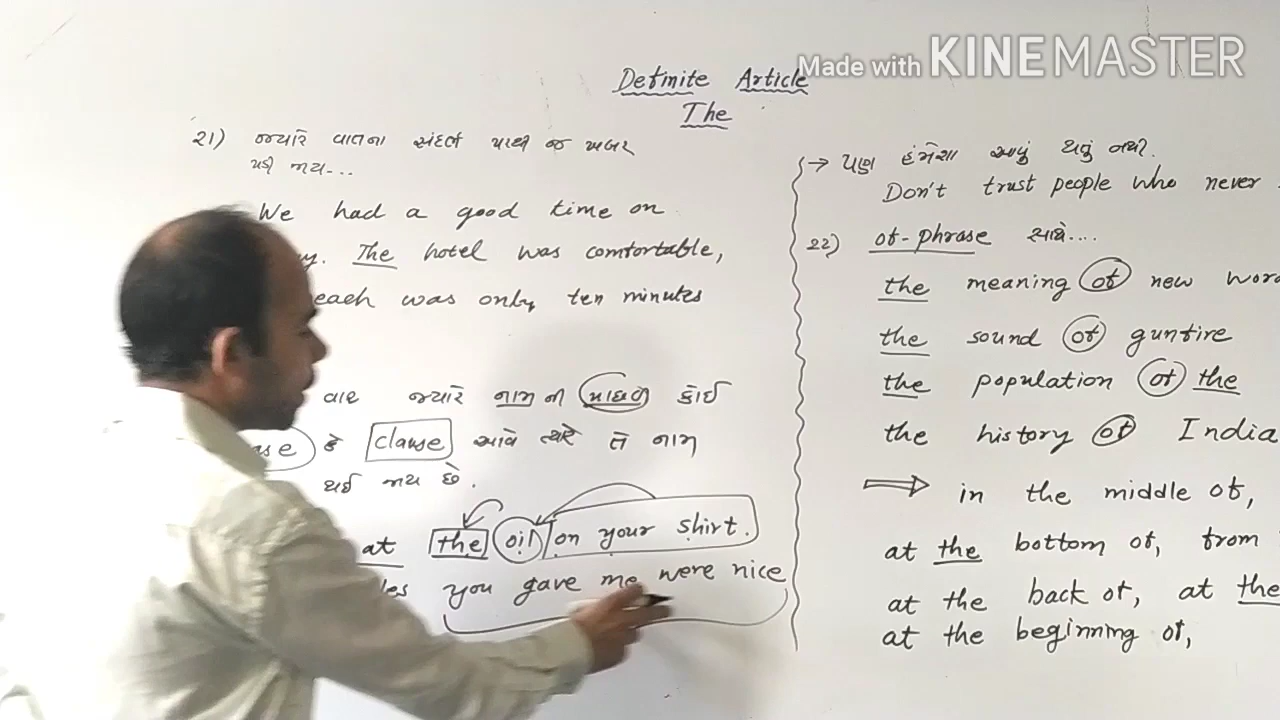 Made with KINEMASTER
Definite Article
The
21) જ્યારે વાતના સંદર્ભ પરથી જ ખબર
પડી જાય...
We had a good time on
The hotel was comfortable,
each was only ten minutes
વાદ જ્યારે નામ ની પાછળ કોઈ
ase કે clause આવે ત્યારે તે નામ
થઈ જાય છે.
at the oil on your shirt.
les you gave me were nice
→ પણ હંમેશા આવું થતું નથી.
Don't trust people who never
22) of-phrase સાથે....
the meaning of new word
the sound of gunfire
the population of the
the history of India
⇒ in the middle of,
at the bottom of, from
at the back of, at the
at the beginning of,